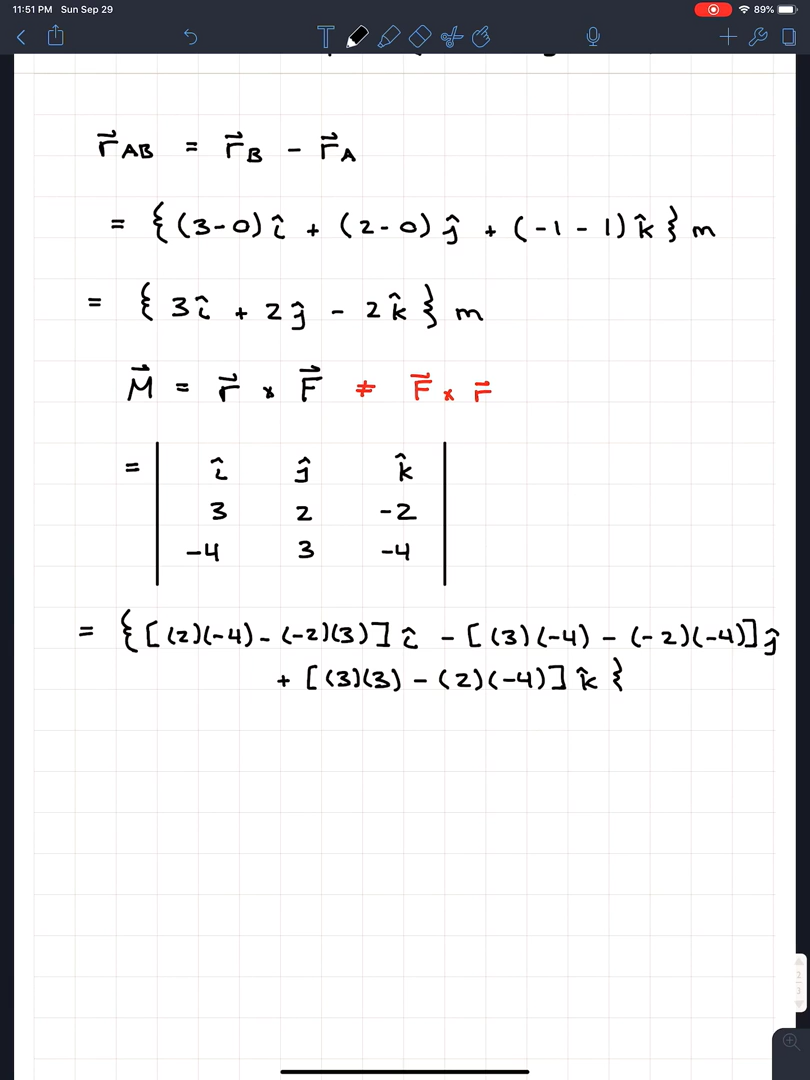 11:51 PM Sun Sep 29 89%
r⃗AB = r⃗B - r⃗A
= {(3-0)î + (2-0)ĵ + (-1-1)k̂} m
= {3î + 2ĵ - 2k̂} m
M⃗ = r⃗ × F⃗ ≠ F⃗ × r⃗
= | î ĵ k̂ |
3 2 -2
-4 3 -4
= {[(2)(-4) - (-2)(3)] î - [(3)(-4) - (-2)(-4)] ĵ
+ [(3)(3) - (2)(-4)] k̂ }